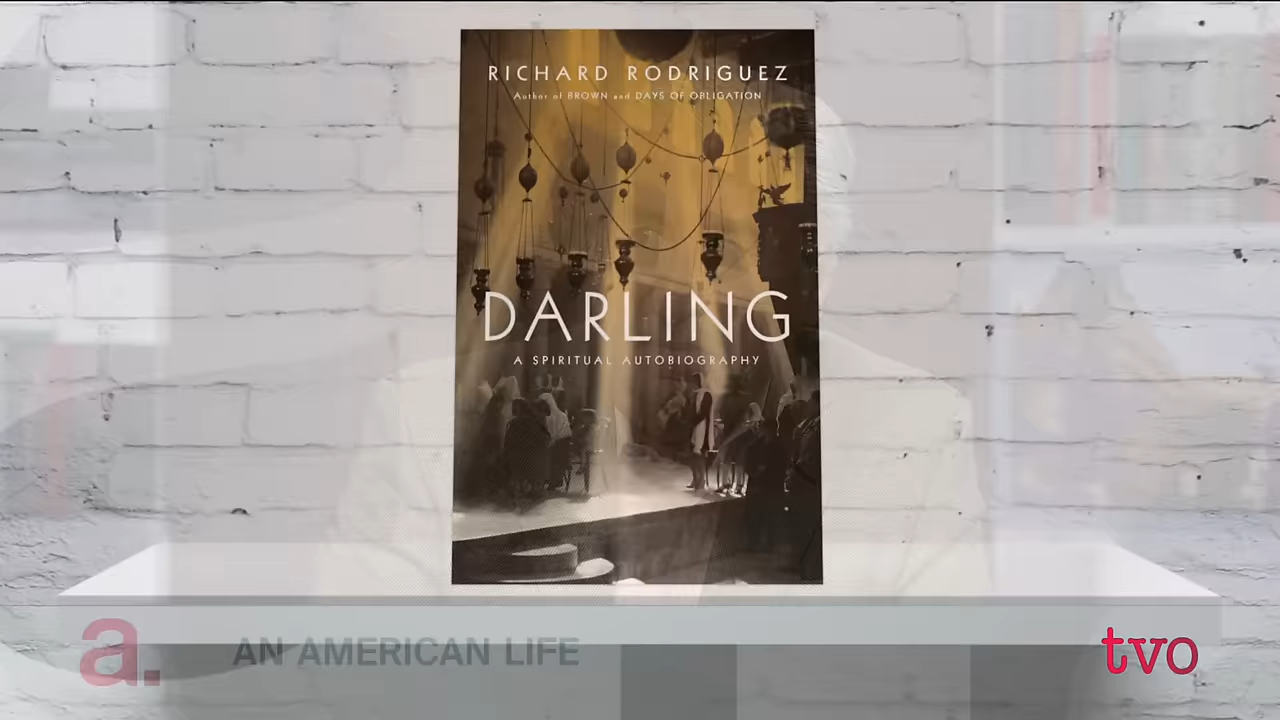 RICHARD RODRIGUEZ
Author of BROWN and DAYS OF OBLIGATION
DARLING
A SPIRITUAL AUTOBIOGRAPHY
a.
AN AMERICAN LIFE
tvo